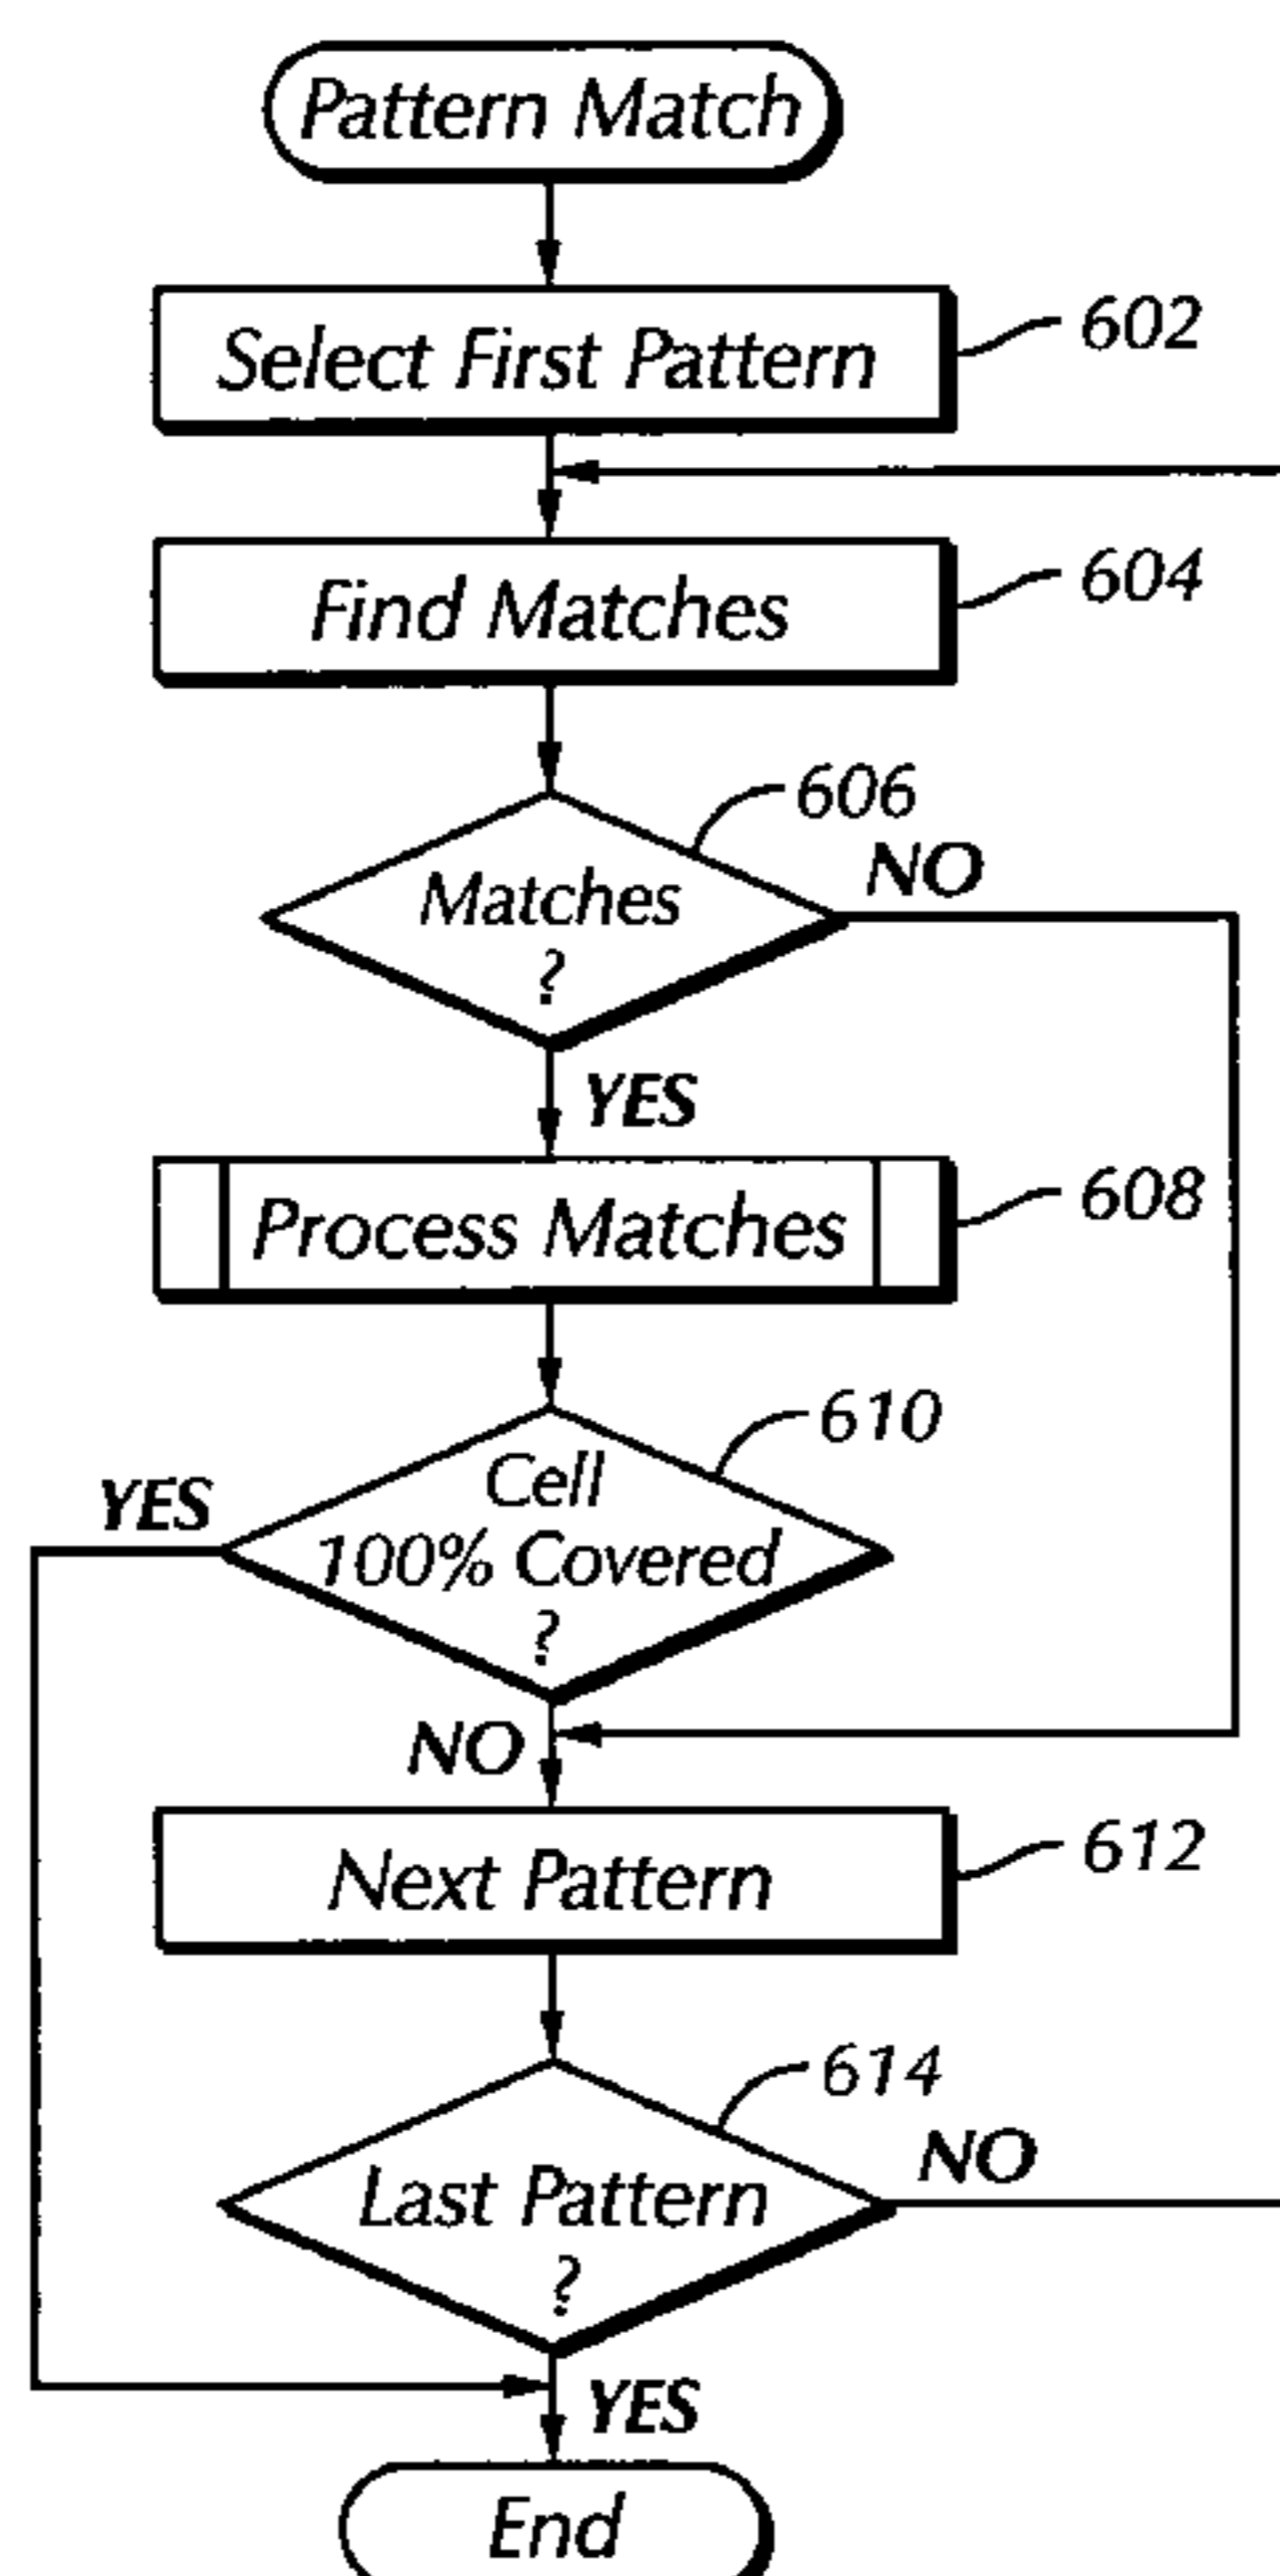 Pattern Match
Select First Pattern
602
Find Matches
604
606
Matches
?
NO
YES
Process Matches
608
610
Cell
100% Covered
?
YES
NO
Next Pattern
612
614
Last Pattern
?
NO
YES
End